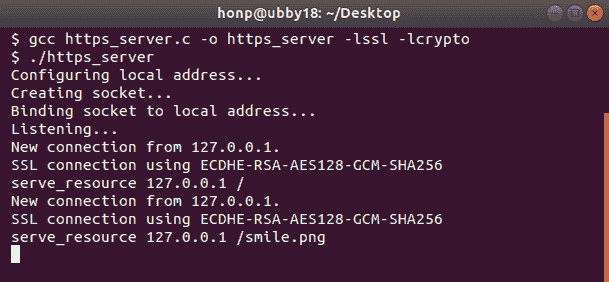 honp@ubby18: ~/Desktop
$ gcc https_server.c -o https_server -lssl -lcrypto
$ ./https_server
Configuring local address...
Creating socket...
Binding socket to local address...
Listening...
New connection from 127.0.0.1.
SSL connection using ECDHE-RSA-AES128-GCM-SHA256
serve_resource 127.0.0.1 /
New connection from 127.0.0.1.
SSL connection using ECDHE-RSA-AES128-GCM-SHA256
serve_resource 127.0.0.1 /smile.png